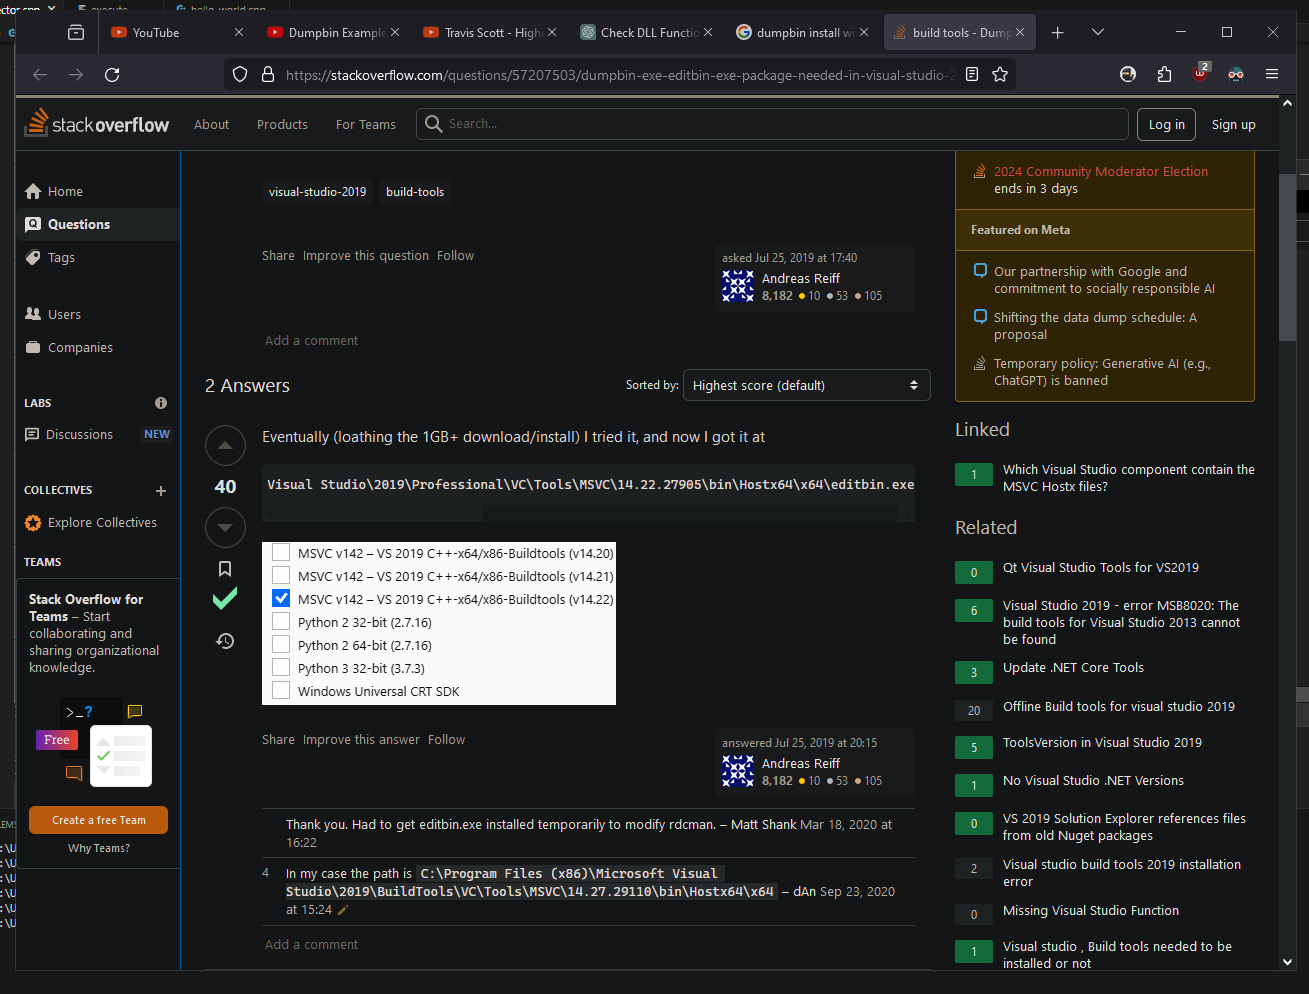 ector.cpp
execute
hello_world.cpp
YouTube
Dumpbin Example
Travis Scott - High
Check DLL Functio
dumpbin install wi
build tools - Dump
https://stackoverflow.com/questions/57207503/dumpbin-exe-editbin-exe-package-needed-in-visual-studio-2
2
stackoverflow
About
Products
For Teams
Search...
Log in
Sign up
Home
Questions
Tags
Users
Companies
LABS
Discussions
NEW
COLLECTIVES
Explore Collectives
TEAMS
Stack Overflow for
Teams – Start
collaborating and
sharing organizational
knowledge.
>_?
Free
Create a free Team
Why Teams?
visual-studio-2019
build-tools
Share Improve this question Follow
asked Jul 25, 2019 at 17:40
Andreas Reiff
8,182 ● 10 ● 53 ● 105
Add a comment
2 Answers
Sorted by:
Highest score (default)
40
Eventually (loathing the 1GB+ download/install) I tried it, and now I got it at
Visual Studio\2019\Professional\VC\Tools\MSVC\14.22.27905\bin\Hostx64\x64\editbin.exe
MSVC v142 – VS 2019 C++-x64/x86-Buildtools (v14.20)
MSVC v142 – VS 2019 C++-x64/x86-Buildtools (v14.21)
MSVC v142 – VS 2019 C++-x64/x86-Buildtools (v14.22)
Python 2 32-bit (2.7.16)
Python 2 64-bit (2.7.16)
Python 3 32-bit (3.7.3)
Windows Universal CRT SDK
Share Improve this answer Follow
answered Jul 25, 2019 at 20:15
Andreas Reiff
8,182 ● 10 ● 53 ● 105
Thank you. Had to get editbin.exe installed temporarily to modify rdcman. – Matt Shank Mar 18, 2020 at
16:22
4
In my case the path is C:\Program Files (x86)\Microsoft Visual
Studio\2019\BuildTools\VC\Tools\MSVC\14.27.29110\bin\Hostx64\x64 – dAn Sep 23, 2020
at 15:24
Add a comment
2024 Community Moderator Election
ends in 3 days
Featured on Meta
Our partnership with Google and
commitment to socially responsible AI
Shifting the data dump schedule: A
proposal
Temporary policy: Generative AI (e.g.,
ChatGPT) is banned
Linked
1
Which Visual Studio component contain the
MSVC Hostx files?
Related
0
Qt Visual Studio Tools for VS2019
6
Visual Studio 2019 - error MSB8020: The
build tools for Visual Studio 2013 cannot
be found
3
Update .NET Core Tools
20
Offline Build tools for visual studio 2019
5
ToolsVersion in Visual Studio 2019
1
No Visual Studio .NET Versions
0
VS 2019 Solution Explorer references files
from old Nuget packages
2
Visual studio build tools 2019 installation
error
0
Missing Visual Studio Function
1
Visual studio , Build tools needed to be
installed or not